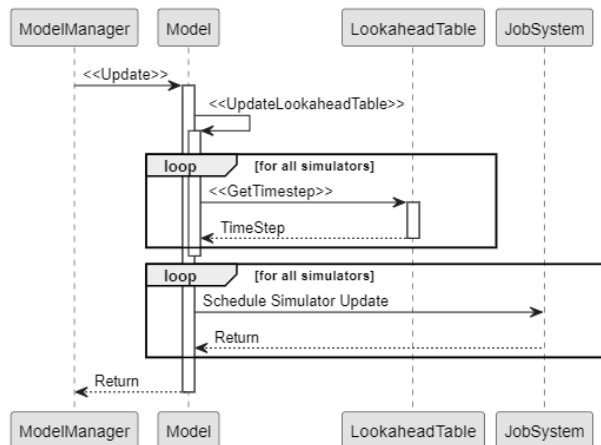 ModelManager Model LookaheadTable JobSystem
<<Update>>
<<UpdateLookaheadTable>>
loop [for all simulators]
<<GetTimestep>>
TimeStep
loop [for all simulators]
Schedule Simulator Update
Return
Return
ModelManager Model LookaheadTable JobSystem